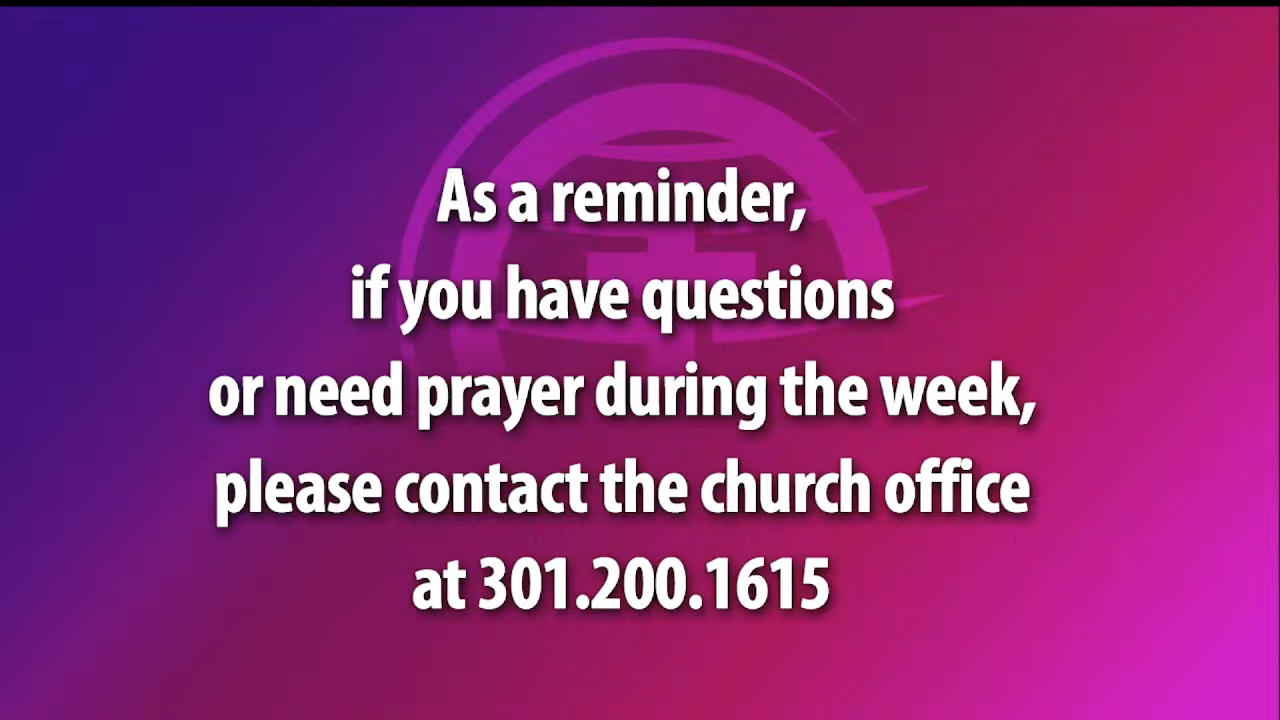 As a reminder,
if you have questions
or need prayer during the week,
please contact the church office
at 301.200.1615